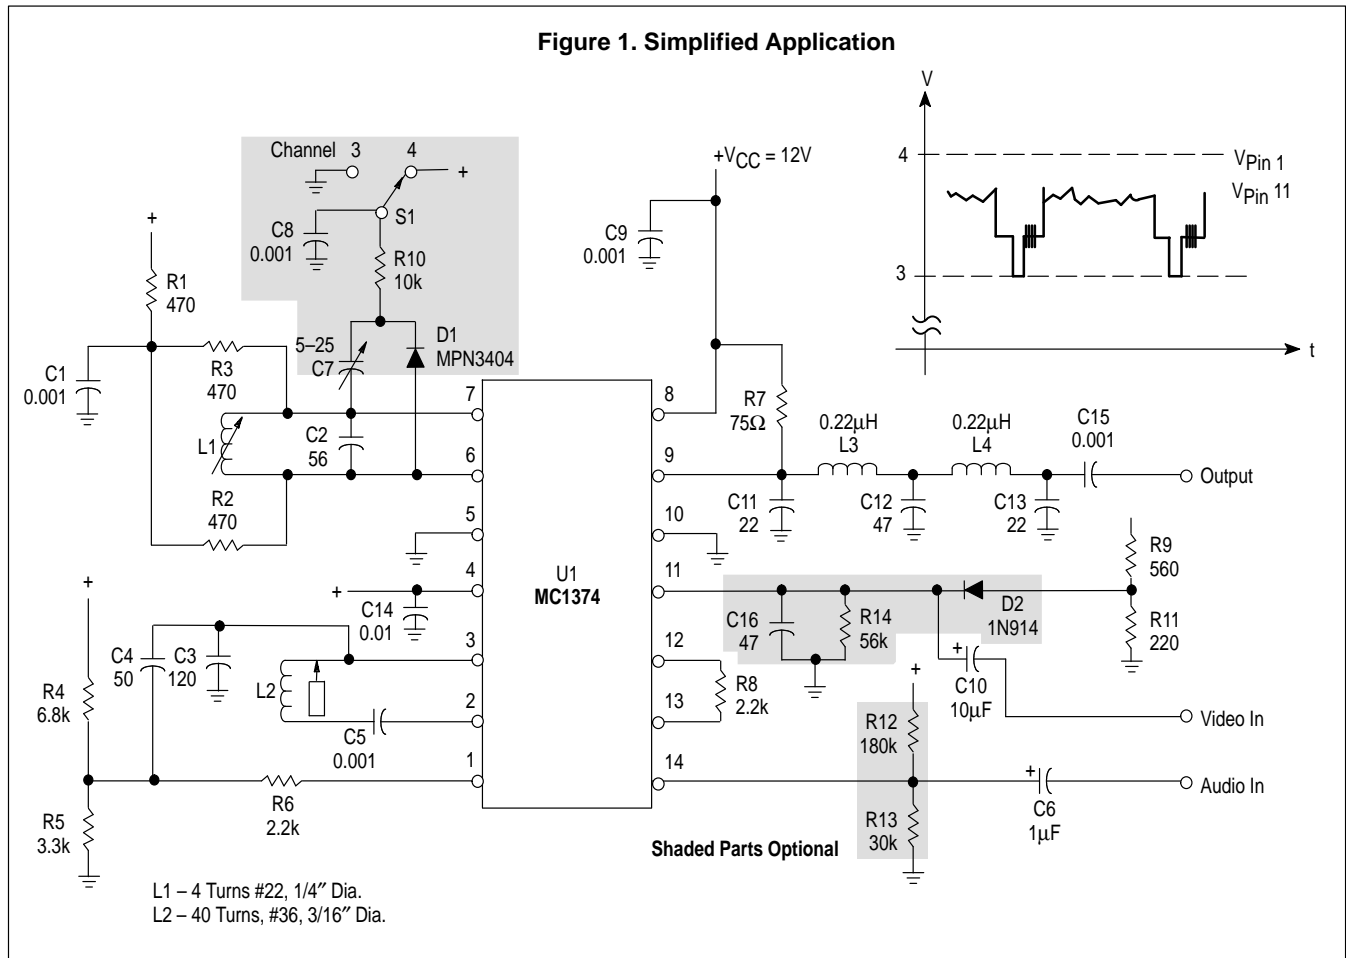 Figure 1. Simplified Application
Channel 3 4
+
S1
C8
0.001
R10
10k
+
R1
470
C1
0.001
R3
470
5–25
C7
D1
MPN3404
L1
C2
56
R2
470
+VCC = 12V
C9
0.001
V
4
3
VPin 1
VPin 11
t
7
6
5
4
3
2
1
8
9
10
11
12
13
14
U1
MC1374
R7
75Ω
0.22µH
L3
0.22µH
L4
C15
0.001
Output
C11
22
C12
47
C13
22
R9
560
R11
220
D2
1N914
C16
47
R14
56k
+
C10
10µF
Video In
R8
2.2k
+
R12
180k
R13
30k
+
C6
1µF
Audio In
+
C14
0.01
+
C4
50
C3
120
L2
R4
6.8k
C5
0.001
R6
2.2k
R5
3.3k
Shaded Parts Optional
L1 – 4 Turns #22, 1/4″ Dia.
L2 – 40 Turns, #36, 3/16″ Dia.